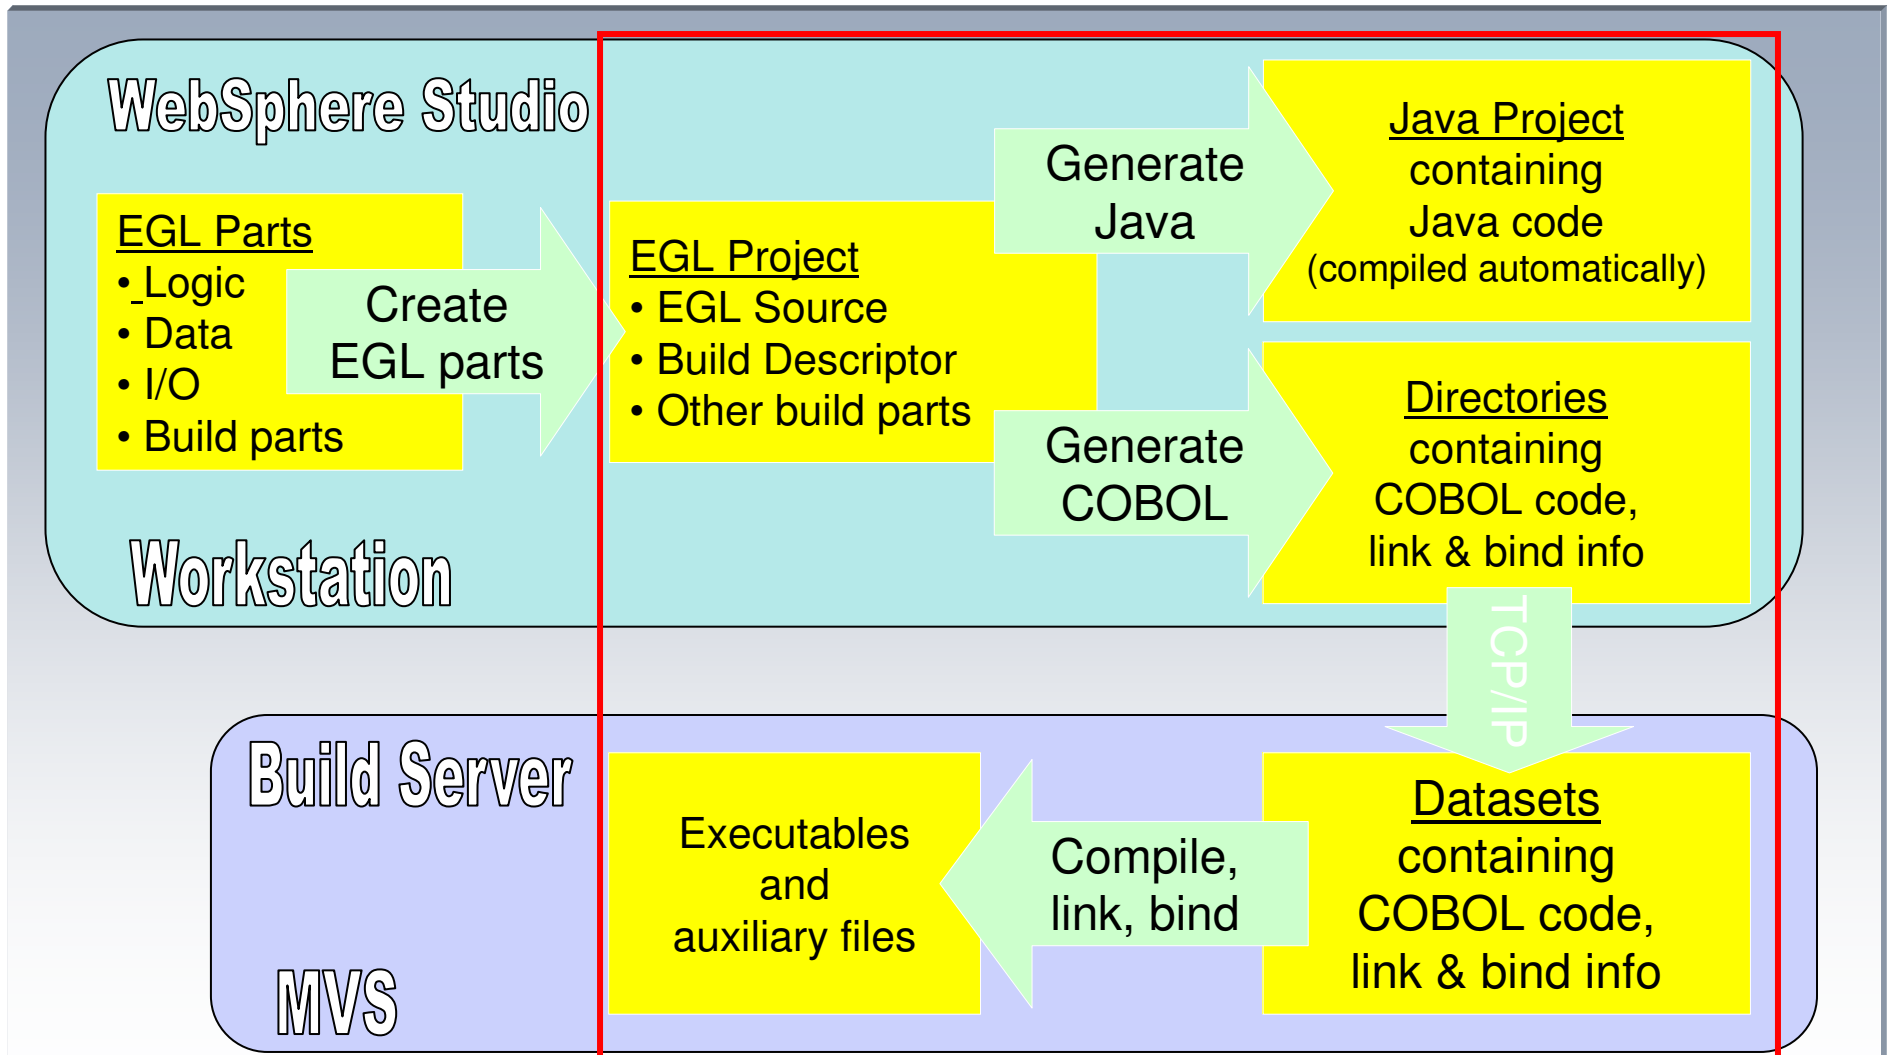 WebSphere Studio
EGL Parts
• Logic
• Data
• I/O
• Build parts
Create
EGL parts
EGL Project
• EGL Source
• Build Descriptor
• Other build parts
Generate
Java
Java Project
containing
Java code
(compiled automatically)
Generate
COBOL
Directories
containing
COBOL code,
link & bind info
Workstation
TCP/IP
Build Server
Datasets
containing
COBOL code,
link & bind info
Compile,
link, bind
Executables
and
auxiliary files
MVS